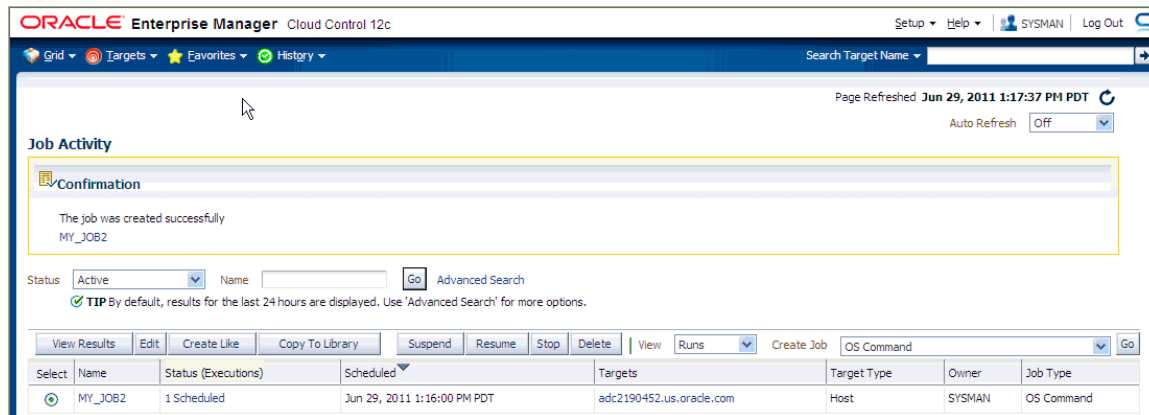 ORACLE Enterprise Manager Cloud Control 12c Setup Help SYSMAN Log Out
Grid Targets Favorites History Search Target Name
Page Refreshed Jun 29, 2011 1:17:37 PM PDT
Auto Refresh Off
Job Activity
Confirmation
The job was created successfully
MY_JOB2
Status Active Name Go Advanced Search
TIP By default, results for the last 24 hours are displayed. Use 'Advanced Search' for more options.
View Results Edit Create Like Copy To Library Suspend Resume Stop Delete View Runs Create Job OS Command Go
Select Name Status (Executions) Scheduled Targets Target Type Owner Job Type
MY_JOB2 1 Scheduled Jun 29, 2011 1:16:00 PM PDT adc2190452.us.oracle.com Host SYSMAN OS Command